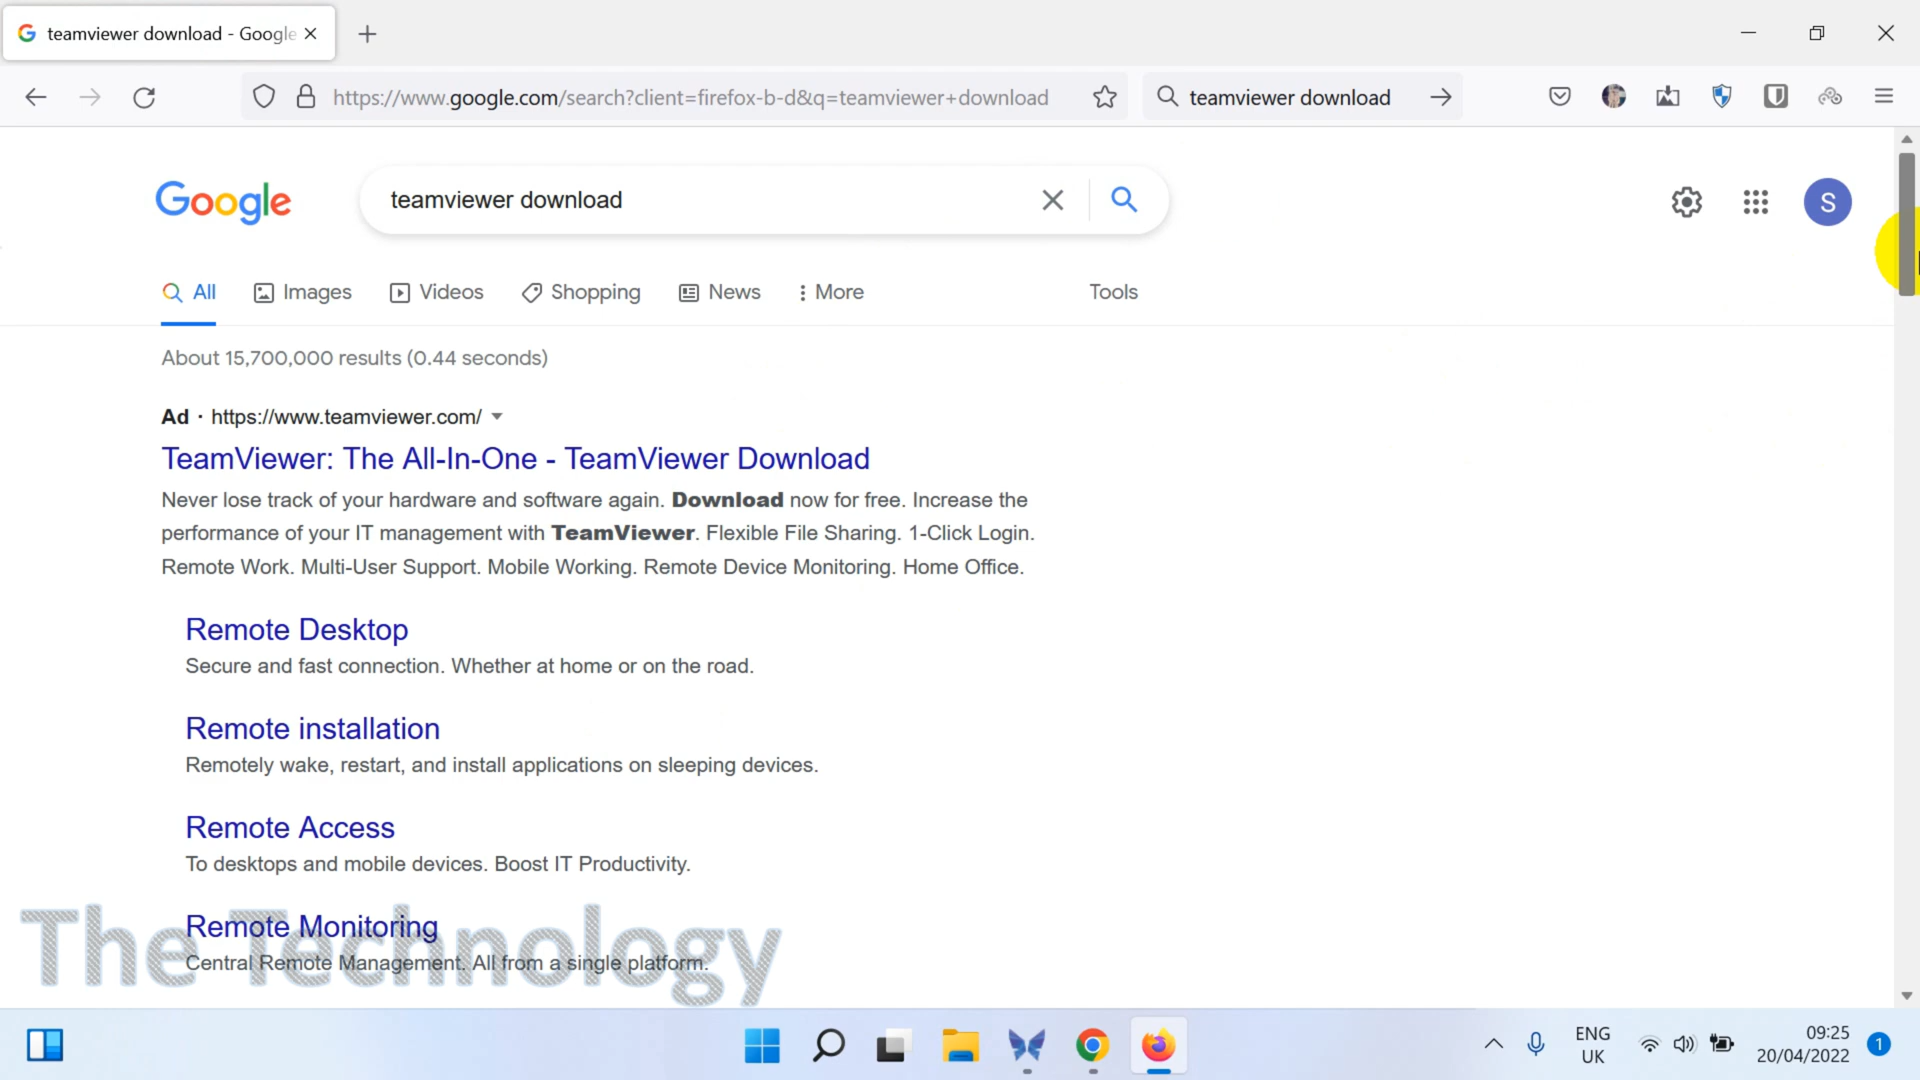 teamviewer download - Google
https://www.google.com/search?client=firefox-b-d&q=teamviewer+download
teamviewer download
Google
teamviewer download
S
All
Images
Videos
Shopping
News
More
Tools
About 15,700,000 results (0.44 seconds)
Ad · https://www.teamviewer.com/
TeamViewer: The All-In-One - TeamViewer Download
Never lose track of your hardware and software again. Download now for free. Increase the
performance of your IT management with TeamViewer. Flexible File Sharing. 1-Click Login.
Remote Work. Multi-User Support. Mobile Working. Remote Device Monitoring. Home Office.
Remote Desktop
Secure and fast connection. Whether at home or on the road.
Remote installation
Remotely wake, restart, and install applications on sleeping devices.
Remote Access
To desktops and mobile devices. Boost IT Productivity.
Remote Monitoring
Central Remote Management. All from a single platform.
The Technology
ENG
UK
09:25
20/04/2022
1